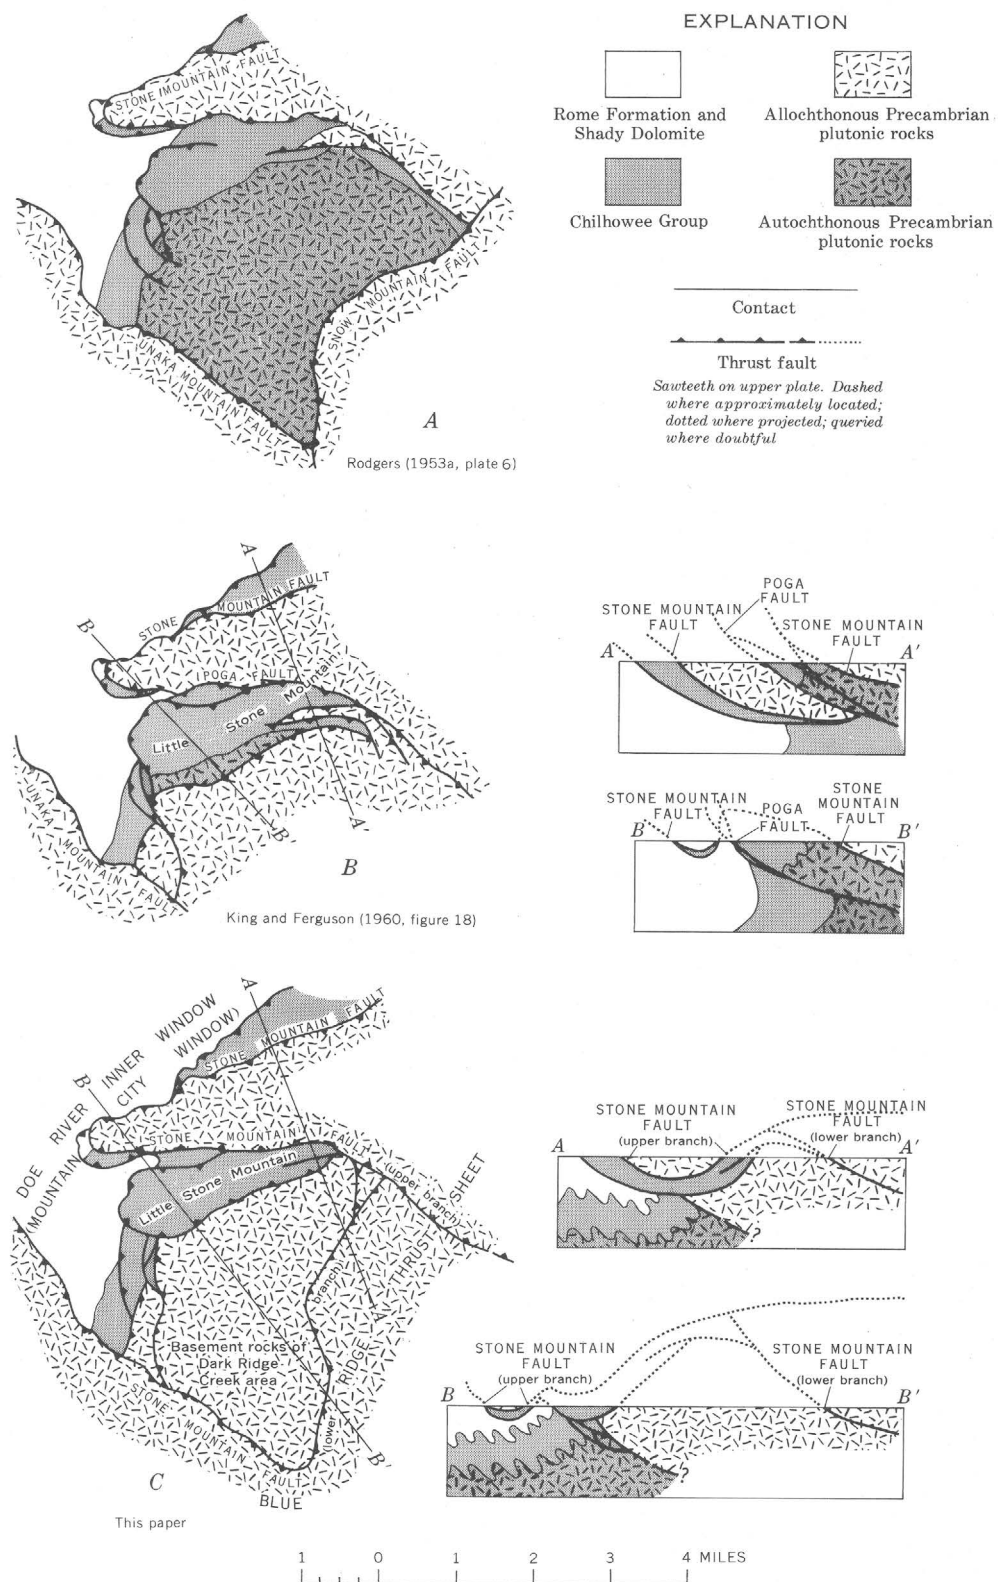 EXPLANATION
Rome Formation and
Shady Dolomite
Allochthonous Precambrian
plutonic rocks
Chilhowee Group
Autochthonous Precambrian
plutonic rocks
Contact
Thrust fault
Sawteeth on upper plate. Dashed
where approximately located;
dotted where projected; queried
where doubtful
STONE MOUNTAIN FAULT
SNOW MOUNTAIN FAULT
UNAKA MOUNTAIN FAULT
A
Rodgers (1953a, plate 6)
A
B
STONE MOUNTAIN FAULT
POGA FAULT
Little Stone Mountain
UNAKA MOUNTAIN FAULT
B'
A'
B
King and Ferguson (1960, figure 18)
POGA
FAULT
STONE MOUNTAIN
FAULT
STONE MOUNTAIN
FAULT
A
A'
STONE MOUNTAIN
FAULT
POGA
FAULT
STONE
MOUNTAIN
FAULT
B
B'
DOE RIVER INNER WINDOW
(MOUNTAIN CITY WINDOW)
A
B
STONE MOUNTAIN FAULT
STONE MOUNTAIN FAULT (upper branch)
Little Stone Mountain
Basement rocks of
Dark Ridge
Creek area
STONE MOUNTAIN FAULT (lower branch)
BLUE RIDGE THRUST SHEET
A'
B'
C
This paper
STONE MOUNTAIN
FAULT
(upper branch)
STONE MOUNTAIN
FAULT
(lower branch)
A
A'
?
STONE MOUNTAIN
FAULT
(upper branch)
STONE MOUNTAIN
FAULT
(lower branch)
B
B'
?
1 0 1 2 3 4 MILES